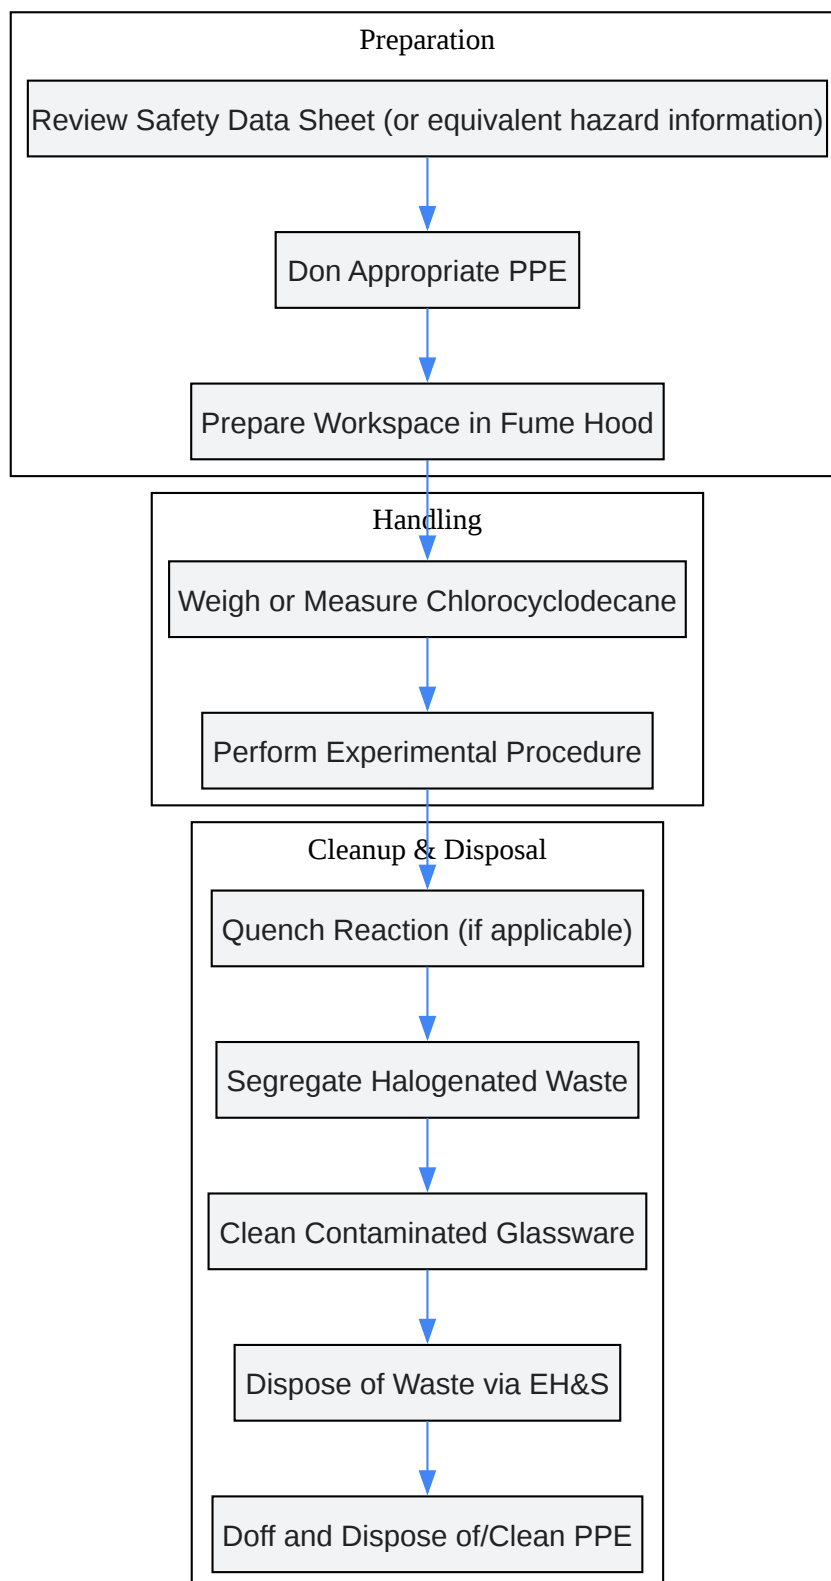 Preparation
Review Safety Data Sheet (or equivalent hazard information)
Don Appropriate PPE
Prepare Workspace in Fume Hood
Handling
Weigh or Measure Chlorocyclodecane
Perform Experimental Procedure
Cleanup & Disposal
Quench Reaction (if applicable)
Segregate Halogenated Waste
Clean Contaminated Glassware
Dispose of Waste via EH&S
Doff and Dispose of/Clean PPE